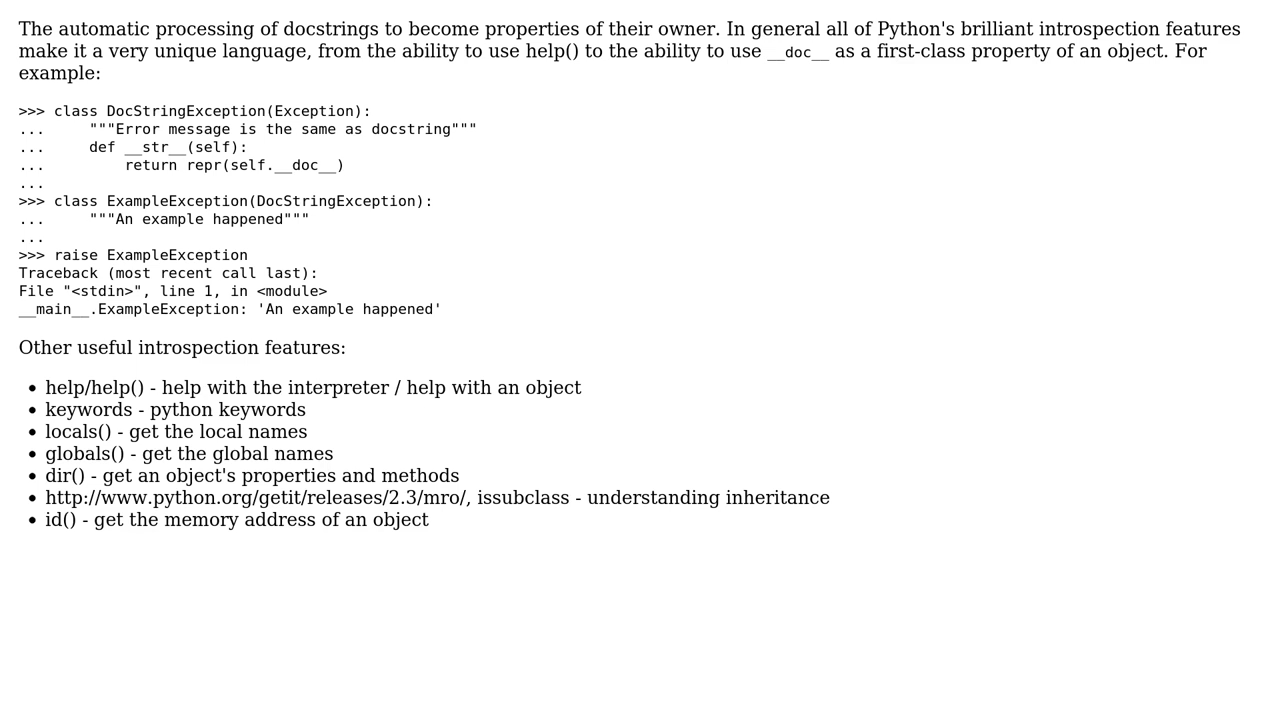 The automatic processing of docstrings to become properties of their owner. In general all of Python's brilliant introspection features
make it a very unique language, from the ability to use help() to the ability to use __doc__ as a first-class property of an object. For
example:
>>> class DocStringException(Exception):
...     """Error message is the same as docstring"""
...     def __str__(self):
...         return repr(self.__doc__)
...
>>> class ExampleException(DocStringException):
...     """An example happened"""
...
>>> raise ExampleException
Traceback (most recent call last):
File "<stdin>", line 1, in <module>
__main__.ExampleException: 'An example happened'
Other useful introspection features:
• help/help() - help with the interpreter / help with an object
• keywords - python keywords
• locals() - get the local names
• globals() - get the global names
• dir() - get an object's properties and methods
• http://www.python.org/getit/releases/2.3/mro/, issubclass - understanding inheritance
• id() - get the memory address of an object